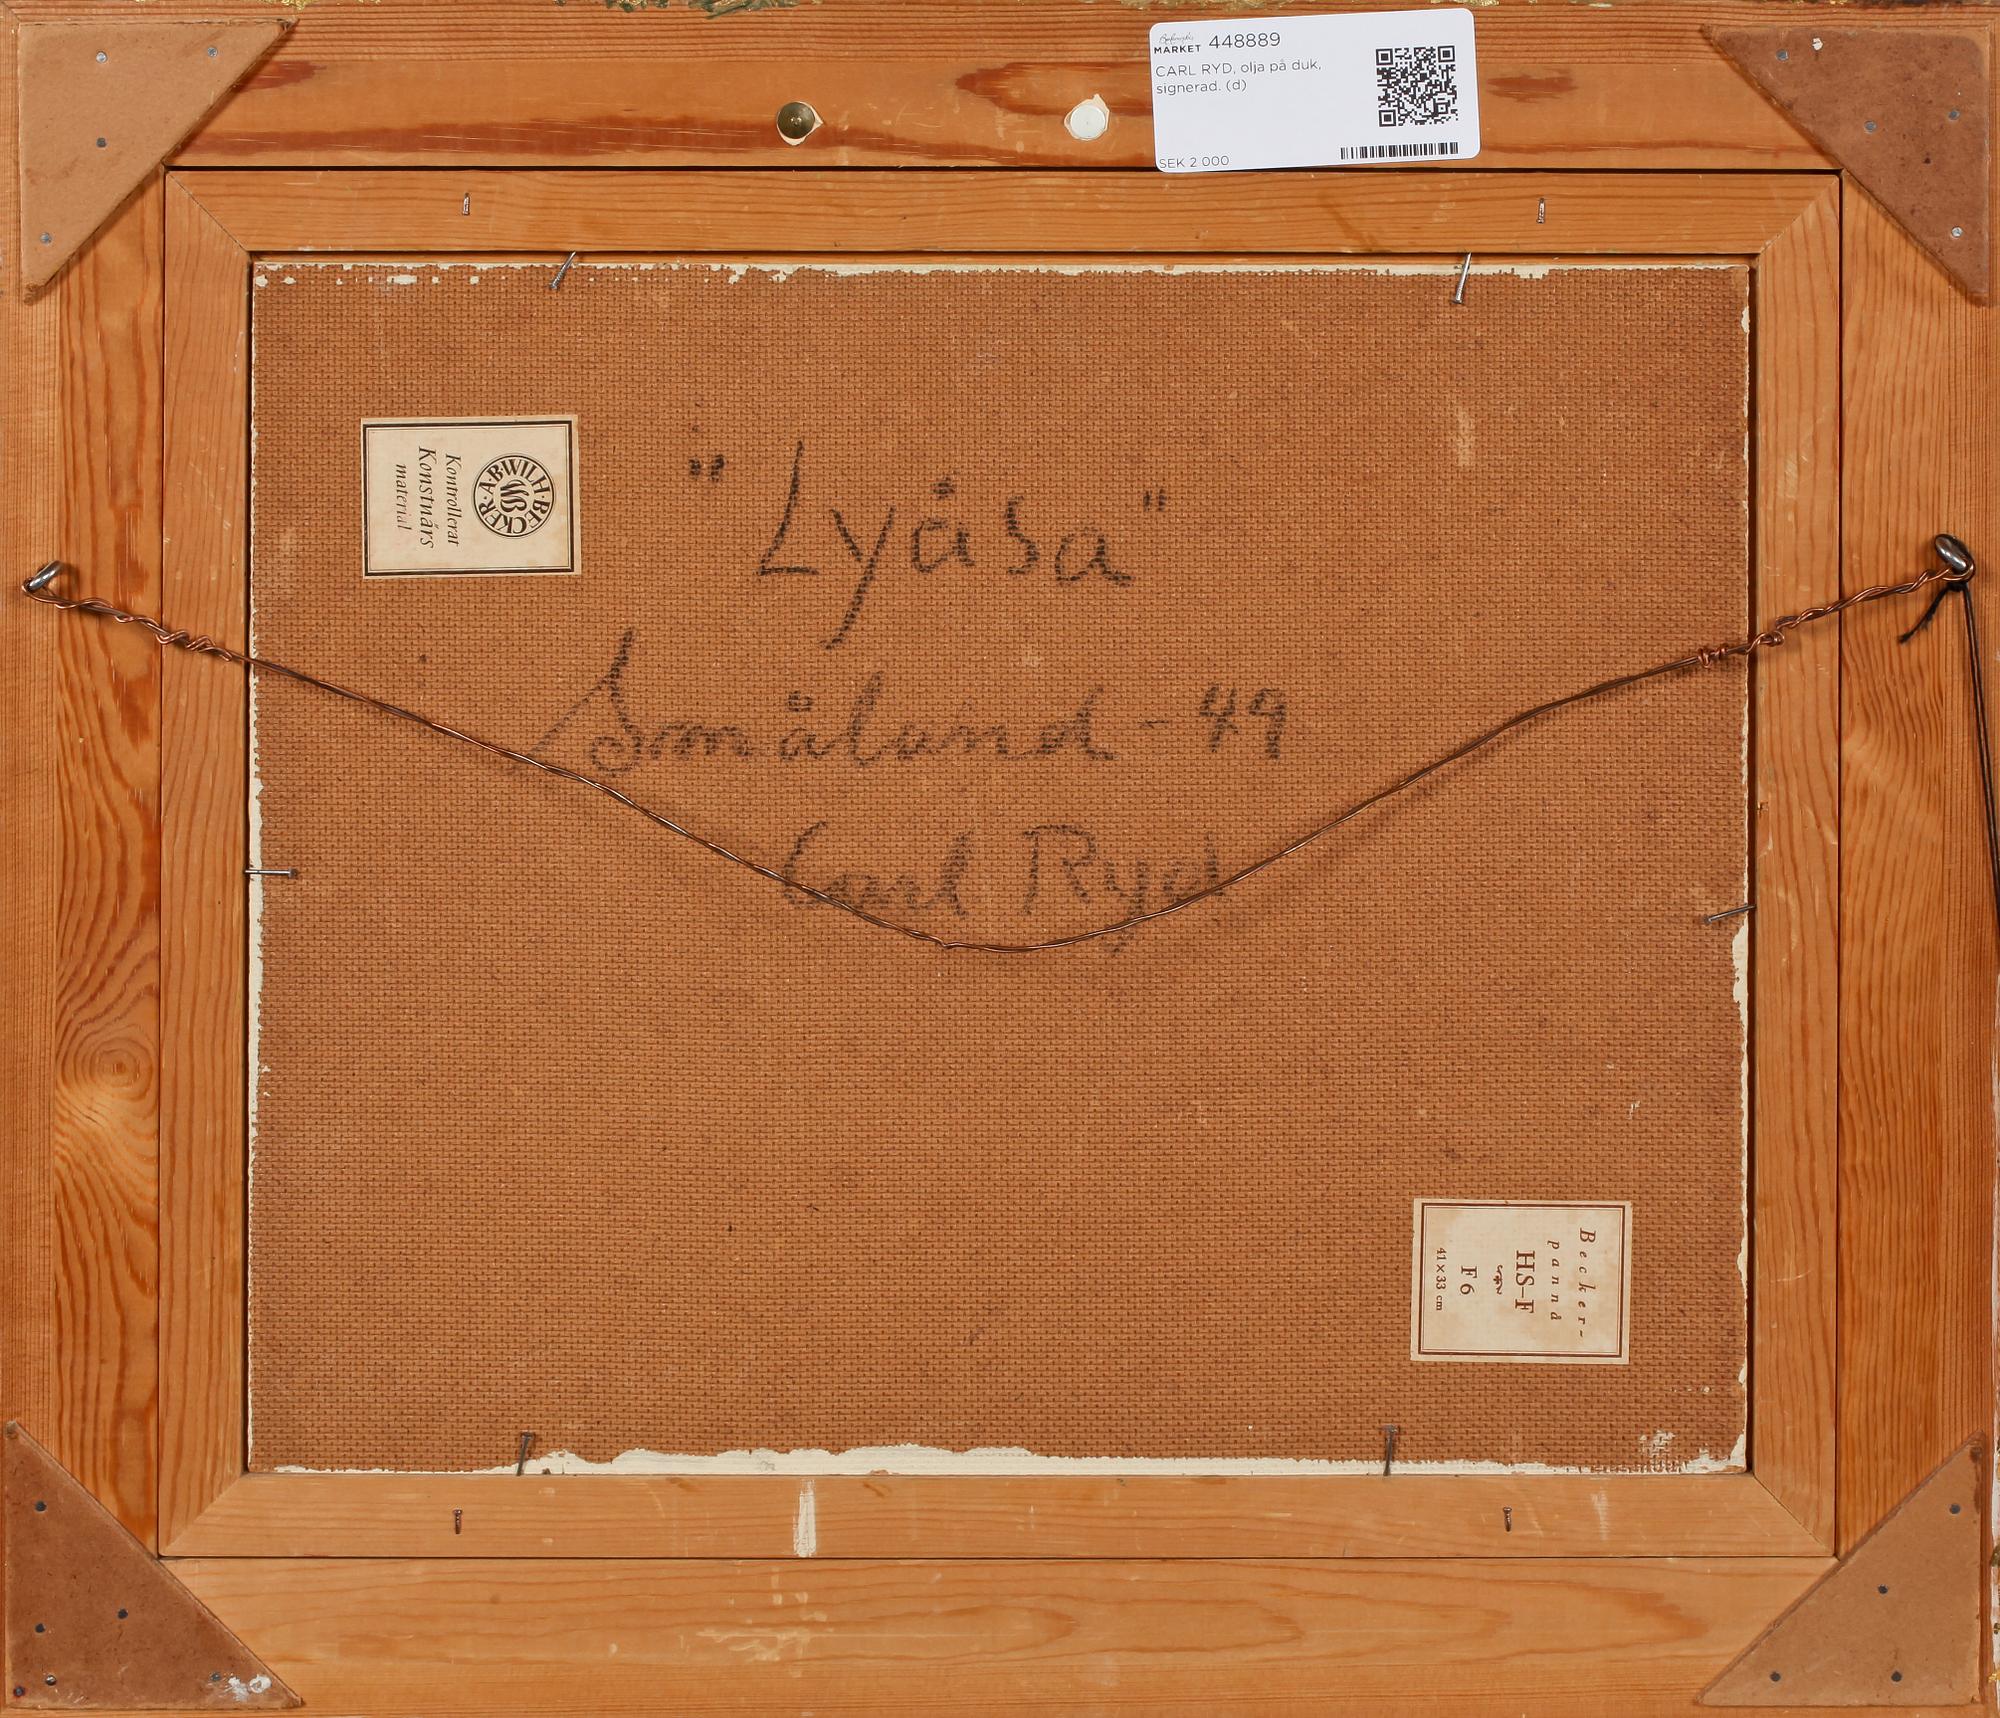 Bukowskis
MARKET 448889
CARL RYD, olja på duk,
signerad. (d)
SEK 2 000
A·B·WILH·BECKER·
Kontrollerat
Konstnärs
material
"Lyåsa"
Småland - 49
Carl Ryd
Becker-
pannå
HS-F
F 6
41 x 33 cm